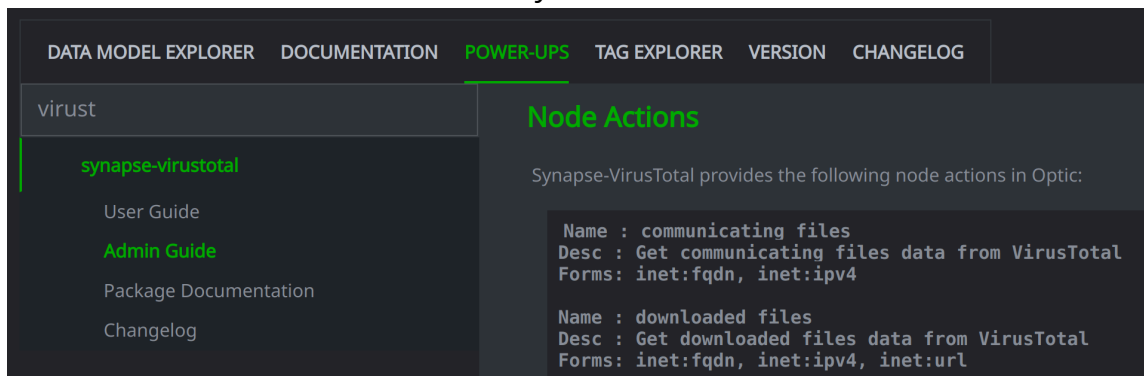 DATA MODEL EXPLORER DOCUMENTATION POWER-UPS TAG EXPLORER VERSION CHANGELOG
virust
synapse-virustotal
User Guide
Admin Guide
Package Documentation
Changelog
Node Actions
Synapse-VirusTotal provides the following node actions in Optic:
Name : communicating files
Desc : Get communicating files data from VirusTotal
Forms: inet:fqdn, inet:ipv4
Name : downloaded files
Desc : Get downloaded files data from VirusTotal
Forms: inet:fqdn, inet:ipv4, inet:url